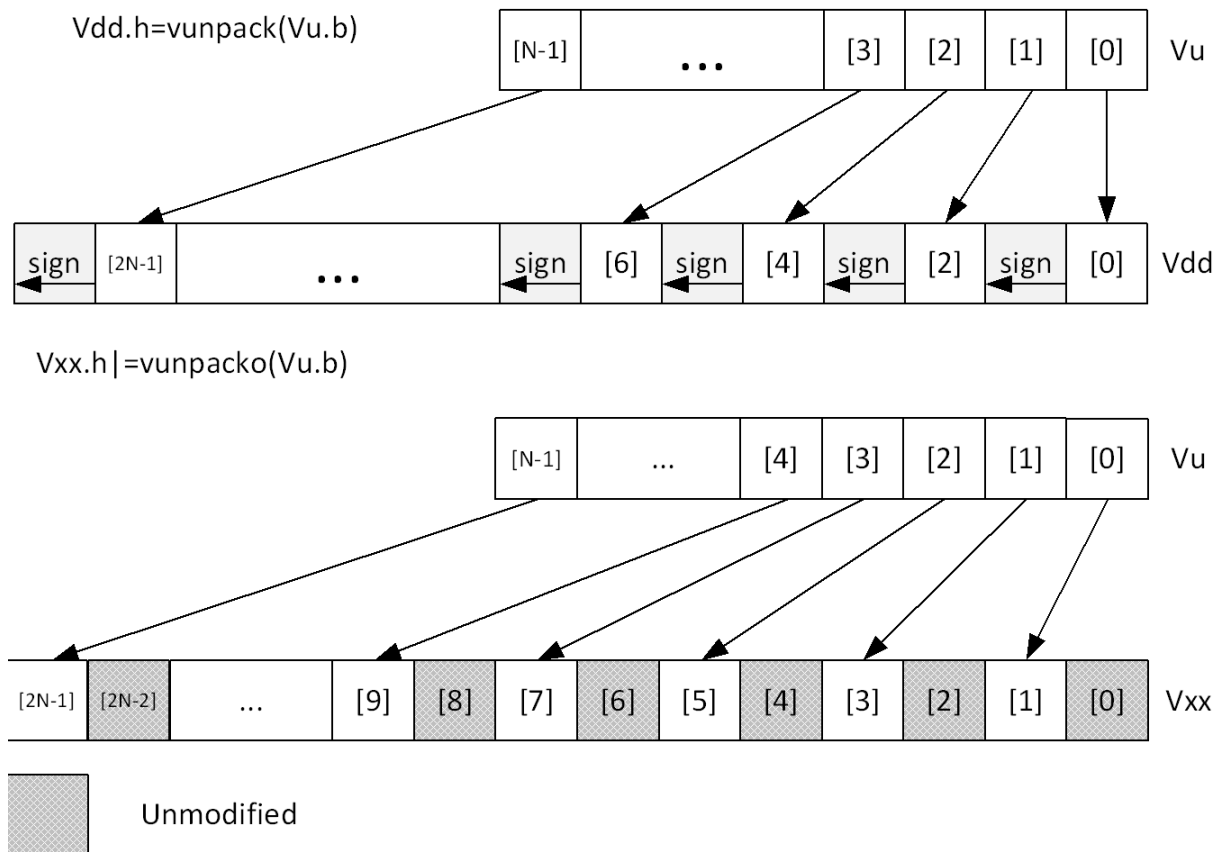 Vdd.h=vunpack(Vu.b)
[N-1] ... [3] [2] [1] [0] Vu
sign [2N-1] ... sign [6] sign [4] sign [2] sign [0] Vdd
Vxx.h|=vunpacko(Vu.b)
[N-1] ... [4] [3] [2] [1] [0] Vu
[2N-1] [2N-2] ... [9] [8] [7] [6] [5] [4] [3] [2] [1] [0] Vxx
Unmodified